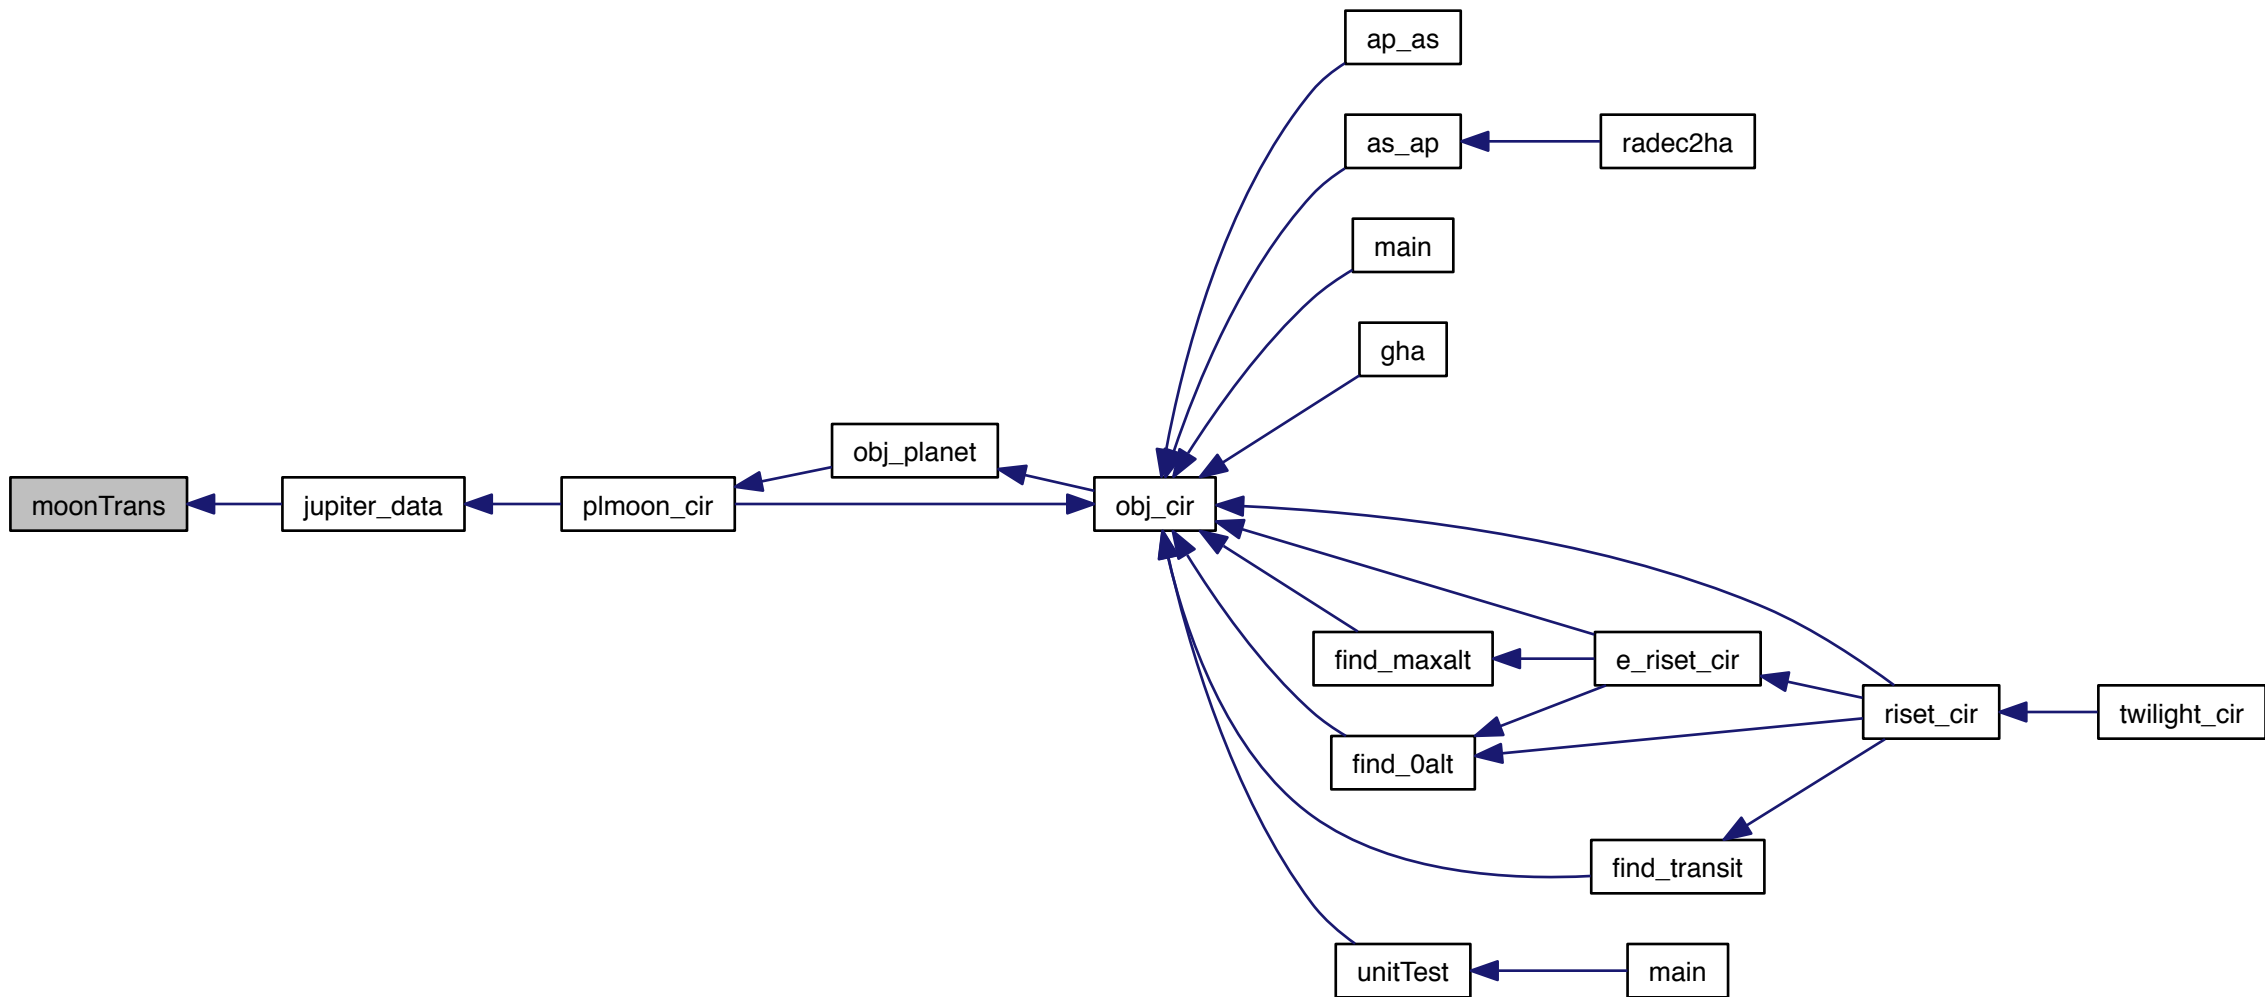 ap_as
as_ap
radec2ha
main
gha
obj_planet
moonTrans
jupiter_data
plmoon_cir
obj_cir
find_maxalt
e_riset_cir
riset_cir
twilight_cir
find_0alt
find_transit
unitTest
main